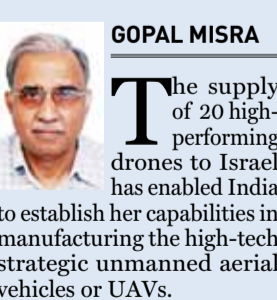 GOPAL MISRA
The supply
of 20 high-
performing
drones to Israel
has enabled India
to establish her capabilities in
manufacturing the high-tech
strategic unmanned aerial
vehicles or UAVs.